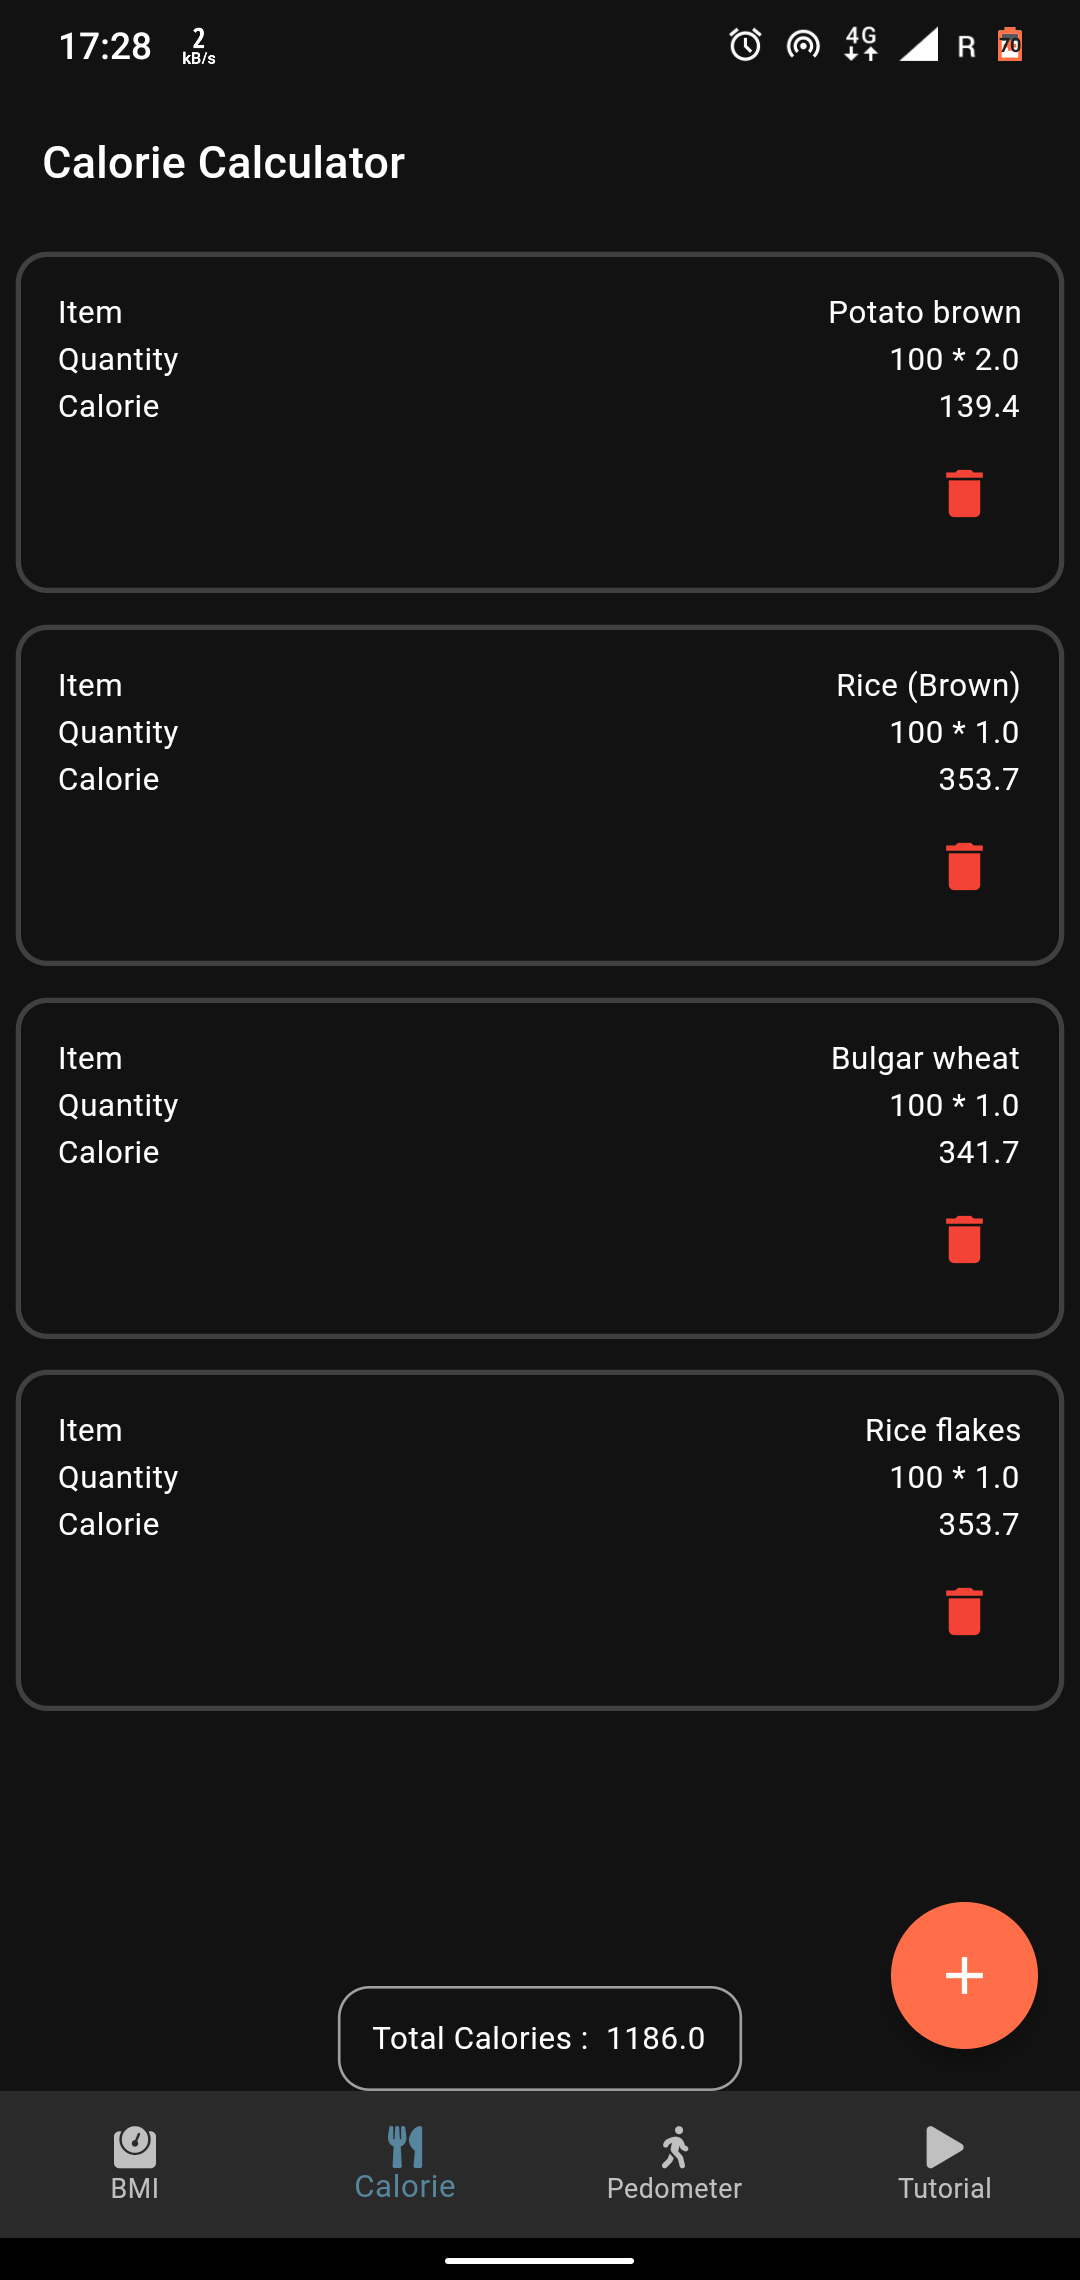 17:28 2 kB/s 4G R 70
Calorie Calculator
Item Potato brown
Quantity 100 * 2.0
Calorie 139.4
Item Rice (Brown)
Quantity 100 * 1.0
Calorie 353.7
Item Bulgar wheat
Quantity 100 * 1.0
Calorie 341.7
Item Rice flakes
Quantity 100 * 1.0
Calorie 353.7
+
Total Calories : 1186.0
BMI Calorie Pedometer Tutorial